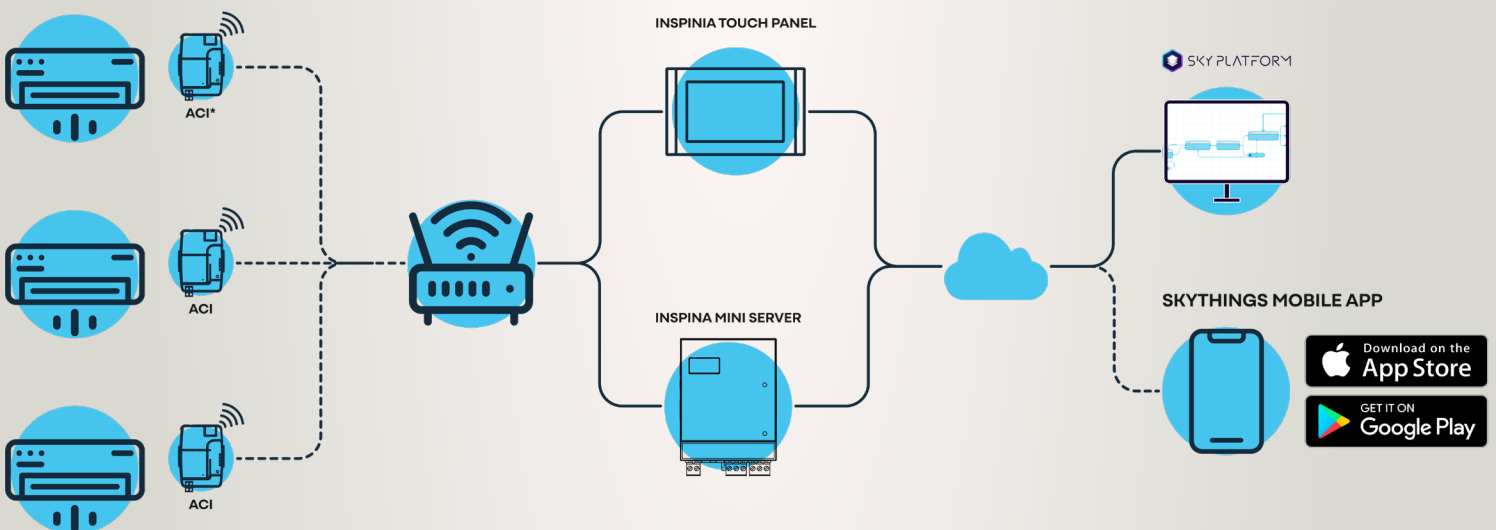 INSPINIA TOUCH PANEL
SKY PLATFORM
ACI*
ACI
SKYTHINGS MOBILE APP
INSPINA MINI SERVER
Download on the
App Store
GET IT ON
Google Play
ACI